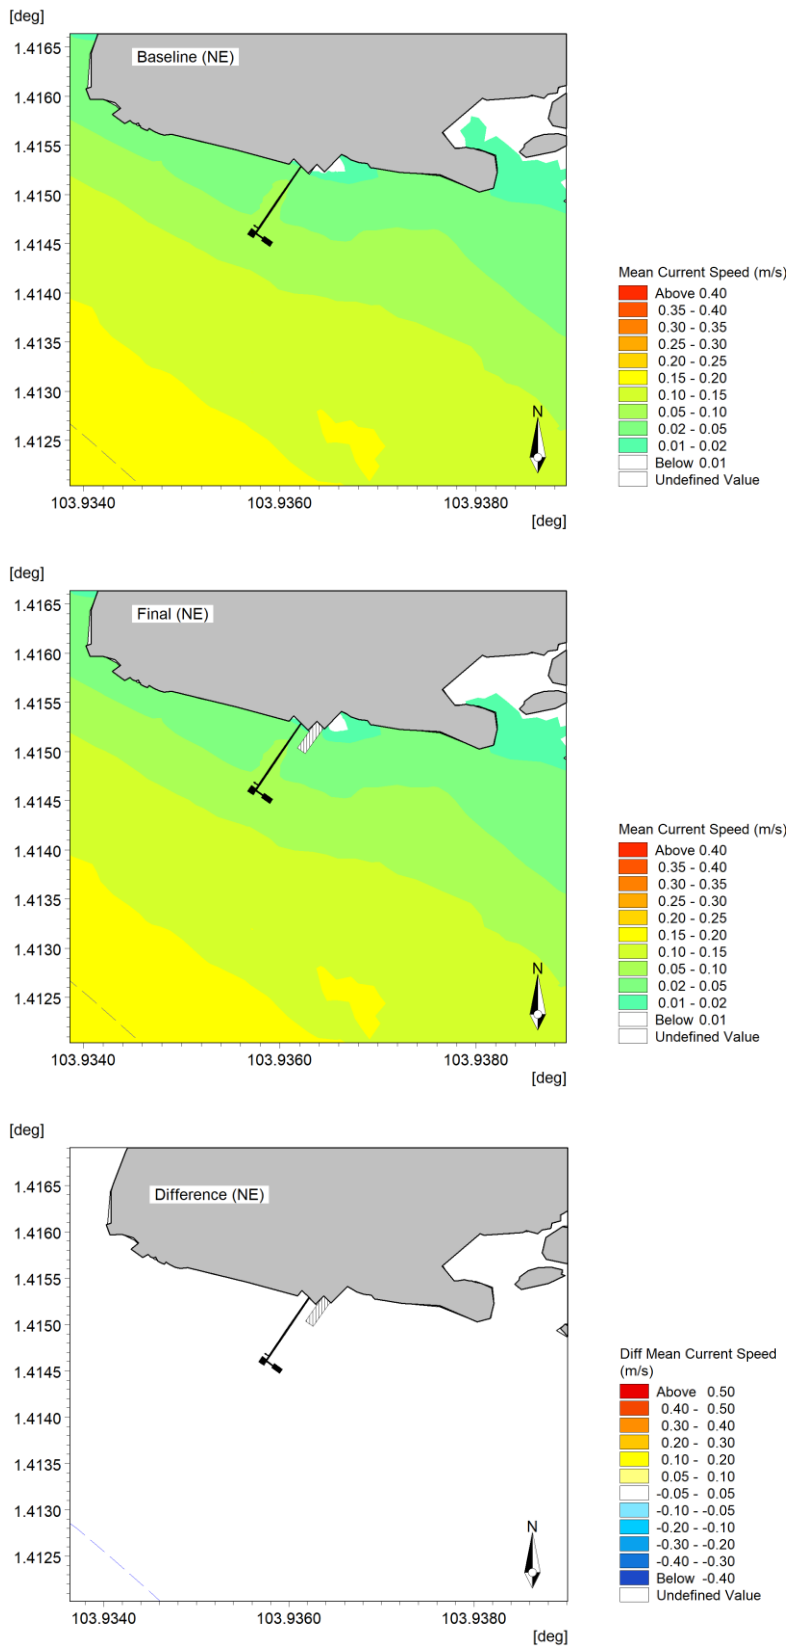 [deg]
Baseline (NE)
1.4165
1.4160
1.4155
1.4150
1.4145
1.4140
1.4135
1.4130
1.4125
N
103.9340
103.9360
103.9380
[deg]
Mean Current Speed (m/s)
Above 0.40
0.35 - 0.40
0.30 - 0.35
0.25 - 0.30
0.20 - 0.25
0.15 - 0.20
0.10 - 0.15
0.05 - 0.10
0.02 - 0.05
0.01 - 0.02
Below 0.01
Undefined Value
[deg]
Final (NE)
1.4165
1.4160
1.4155
1.4150
1.4145
1.4140
1.4135
1.4130
1.4125
N
103.9340
103.9360
103.9380
[deg]
Mean Current Speed (m/s)
Above 0.40
0.35 - 0.40
0.30 - 0.35
0.25 - 0.30
0.20 - 0.25
0.15 - 0.20
0.10 - 0.15
0.05 - 0.10
0.02 - 0.05
0.01 - 0.02
Below 0.01
Undefined Value
[deg]
Difference (NE)
1.4165
1.4160
1.4155
1.4150
1.4145
1.4140
1.4135
1.4130
1.4125
N
103.9340
103.9360
103.9380
[deg]
Diff Mean Current Speed
(m/s)
Above 0.50
0.40 - 0.50
0.30 - 0.40
0.20 - 0.30
0.10 - 0.20
0.05 - 0.10
-0.05 - 0.05
-0.10 - -0.05
-0.20 - -0.10
-0.30 - -0.20
-0.40 - -0.30
Below -0.40
Undefined Value